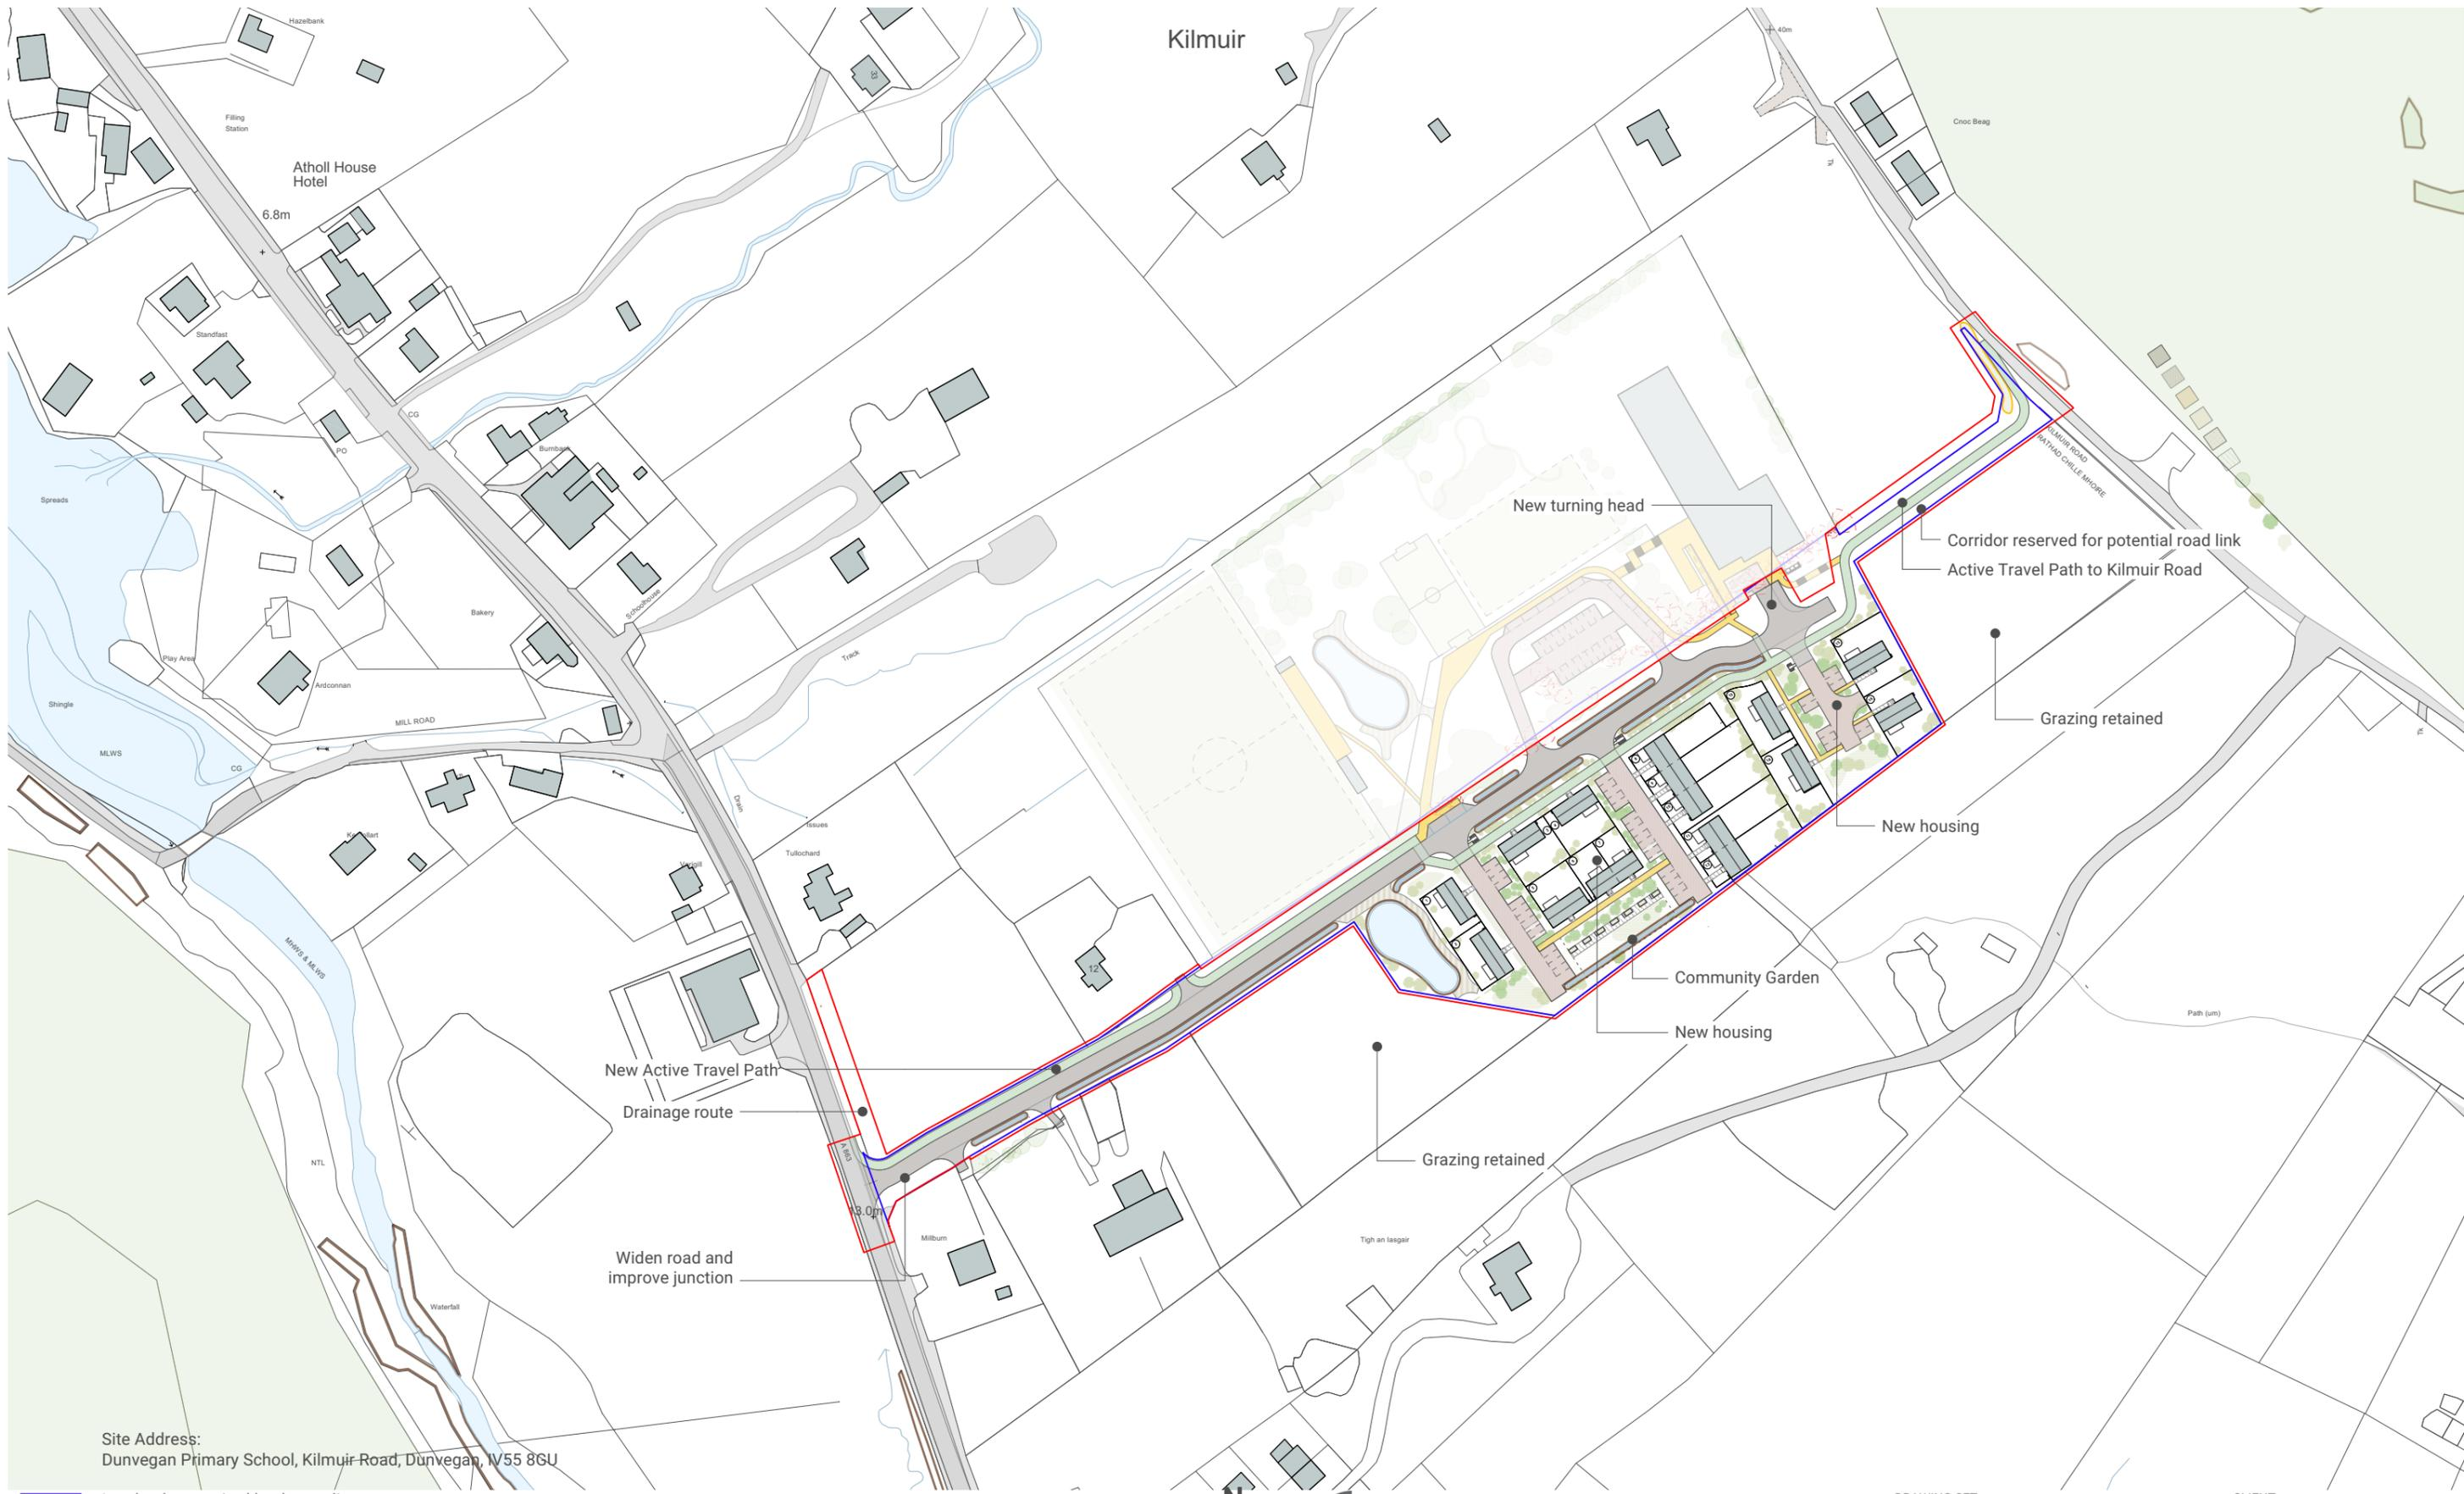 Hazelbank
Kilmuir
40m
33
Filling
Station
Cnoc Beag
Atholl House
Hotel
Tk
6.8m
Standfast
CG
PO
Burnbank
KILMUIR ROAD
RATHAD CHILLE MHOIRE
Spreads
New turning head
Corridor reserved for potential road link
Active Travel Path to Kilmuir Road
Schoolhouse
Bakery
Play Area
Track
Ardconnan
Shingle
Grazing retained
MILL ROAD
MLWS
CG
Drain
Issues
New housing
Tullochard
MHWS & MLWS
12
Community Garden
Path (um)
New housing
New Active Travel Path
Drainage route
A 863
NTL
Grazing retained
13.0m
Millburn
Tigh an Iasgair
Widen road and
improve junction
Waterfall
Site Address:
Dunvegan Primary School, Kilmuir Road, Dunvegan, IV55 8GU